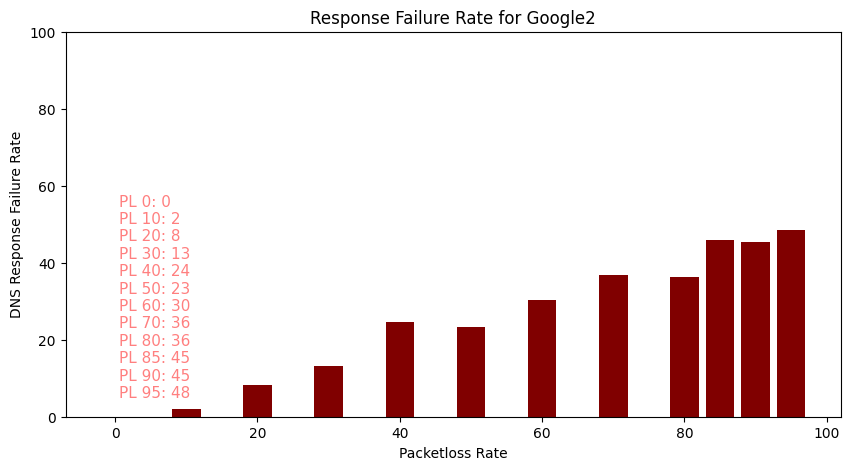 Response Failure Rate for Google2
100
80
60
40
20
0
DNS Response Failure Rate
PL 0: 0
PL 10: 2
PL 20: 8
PL 30: 13
PL 40: 24
PL 50: 23
PL 60: 30
PL 70: 36
PL 80: 36
PL 85: 45
PL 90: 45
PL 95: 48
0 20 40 60 80 100
Packetloss Rate